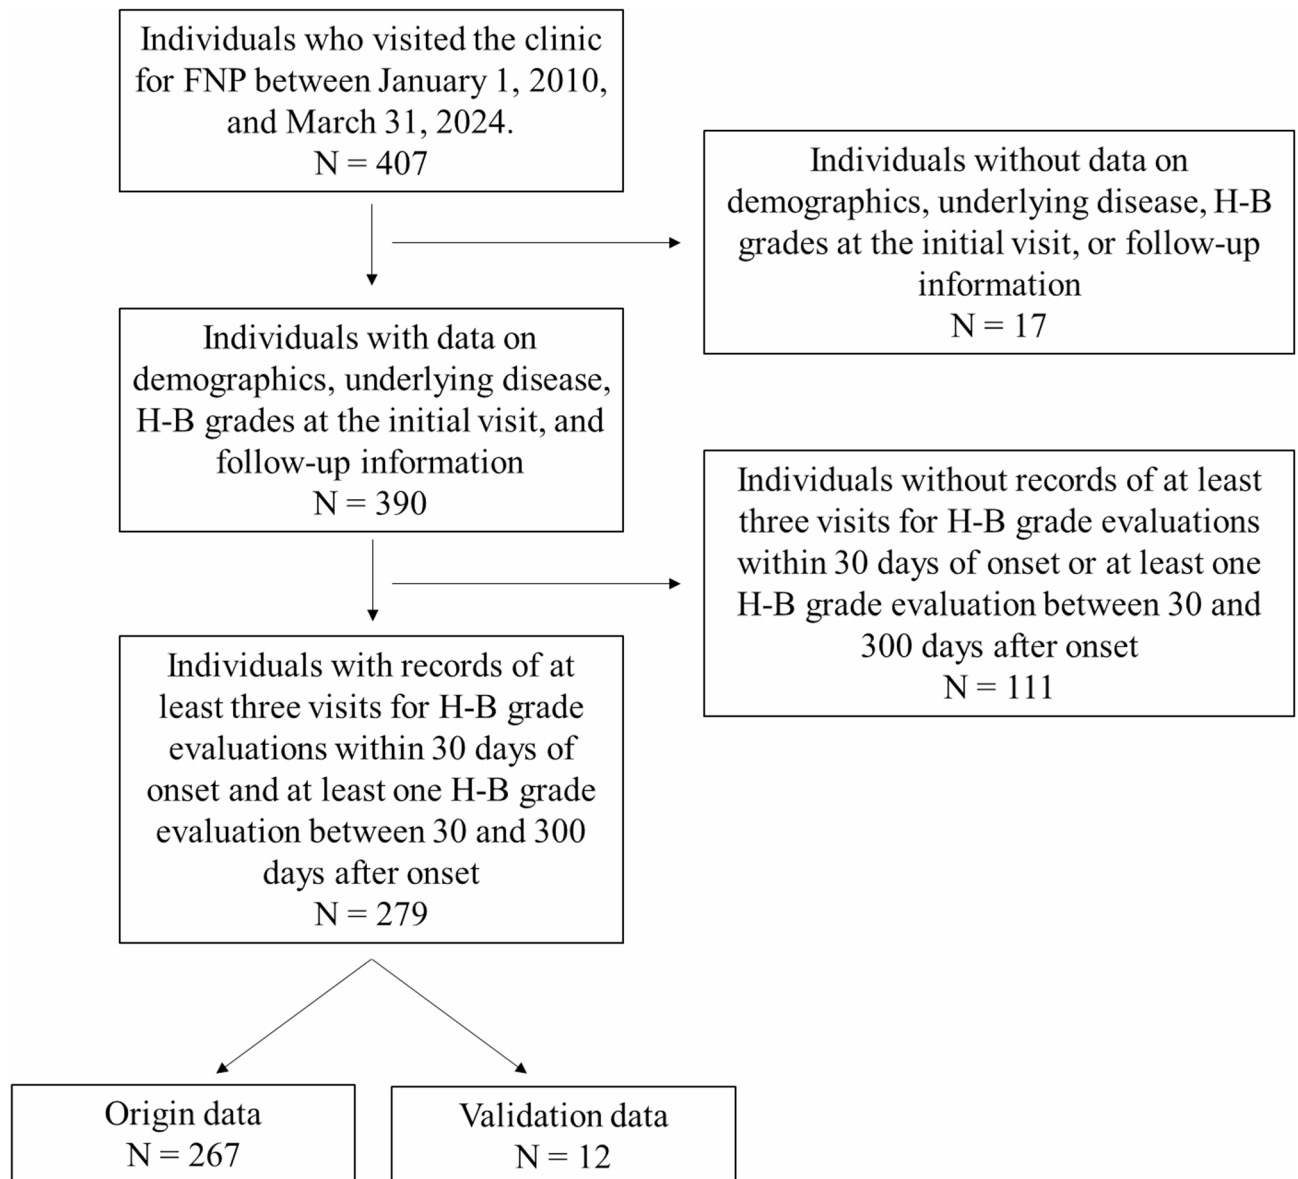 Individuals who visited the clinic
for FNP between January 1, 2010,
and March 31, 2024.
N = 407
Individuals without data on
demographics, underlying disease, H-B
grades at the initial visit, or follow-up
information
N = 17
Individuals with data on
demographics, underlying disease,
H-B grades at the initial visit, and
follow-up information
N = 390
Individuals without records of at least
three visits for H-B grade evaluations
within 30 days of onset or at least one
H-B grade evaluation between 30 and
300 days after onset
N = 111
Individuals with records of at
least three visits for H-B grade
evaluations within 30 days of
onset and at least one H-B grade
evaluation between 30 and 300
days after onset
N = 279
Origin data
N = 267
Validation data
N = 12